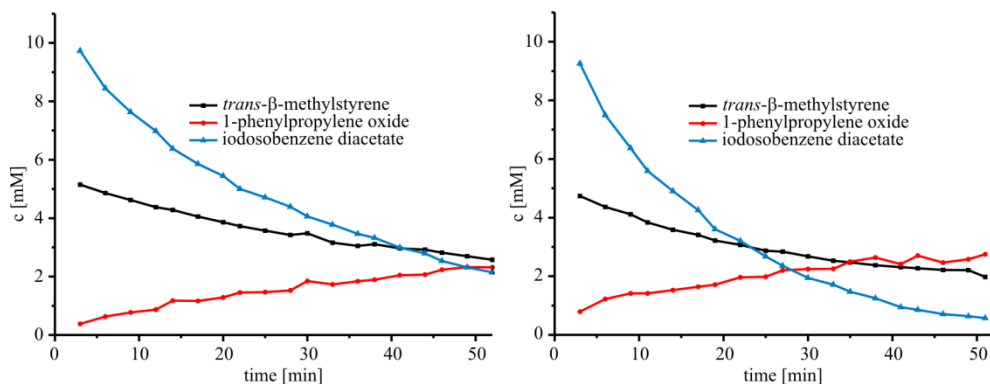 10
8
6
4
2
0
c [mM]
trans-β-methylstyrene
1-phenylpropylene oxide
iodosobenzene diacetate
0 10 20 30 40 50
time [min]
10
8
6
4
2
0
c [mM]
trans-β-methylstyrene
1-phenylpropylene oxide
iodosobenzene diacetate
0 10 20 30 40 50
time [min]